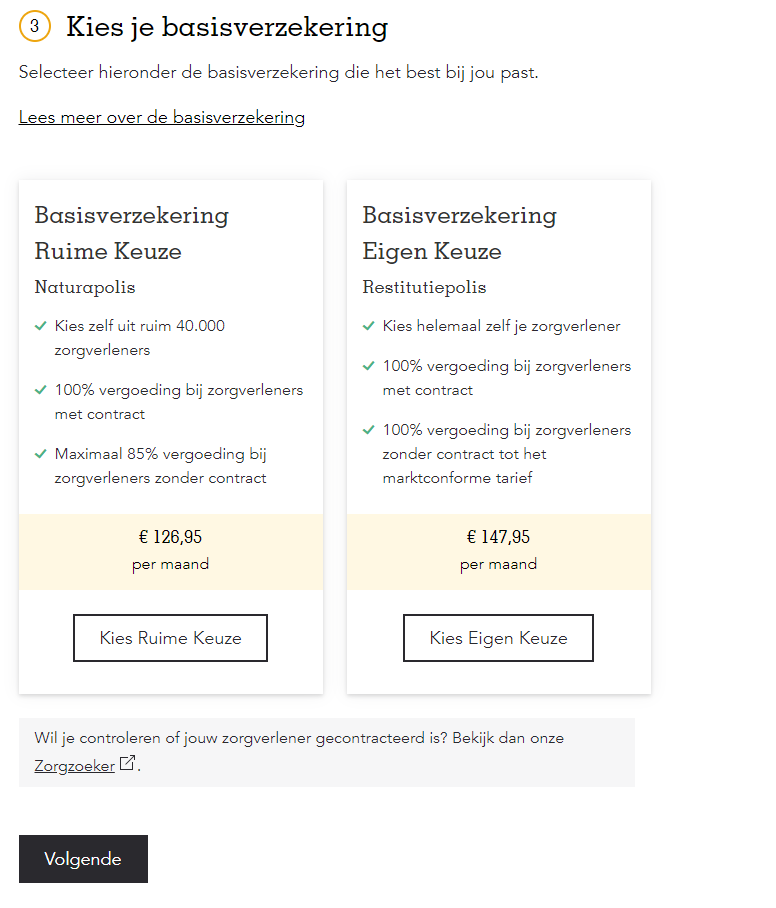 3 Kies je basisverzekering
Selecteer hieronder de basisverzekering die het best bij jou past.
Lees meer over de basisverzekering
Basisverzekering
Ruime Keuze
Naturapolis
Kies zelf uit ruim 40.000
zorgverleners
100% vergoeding bij zorgverleners
met contract
Maximaal 85% vergoeding bij
zorgverleners zonder contract
€ 126,95
per maand
Kies Ruime Keuze
Basisverzekering
Eigen Keuze
Restitutiepolis
Kies helemaal zelf je zorgverlener
100% vergoeding bij zorgverleners
met contract
100% vergoeding bij zorgverleners
zonder contract tot het
marktconforme tarief
€ 147,95
per maand
Kies Eigen Keuze
Wil je controleren of jouw zorgverlener gecontracteerd is? Bekijk dan onze
Zorgzoeker.
Volgende